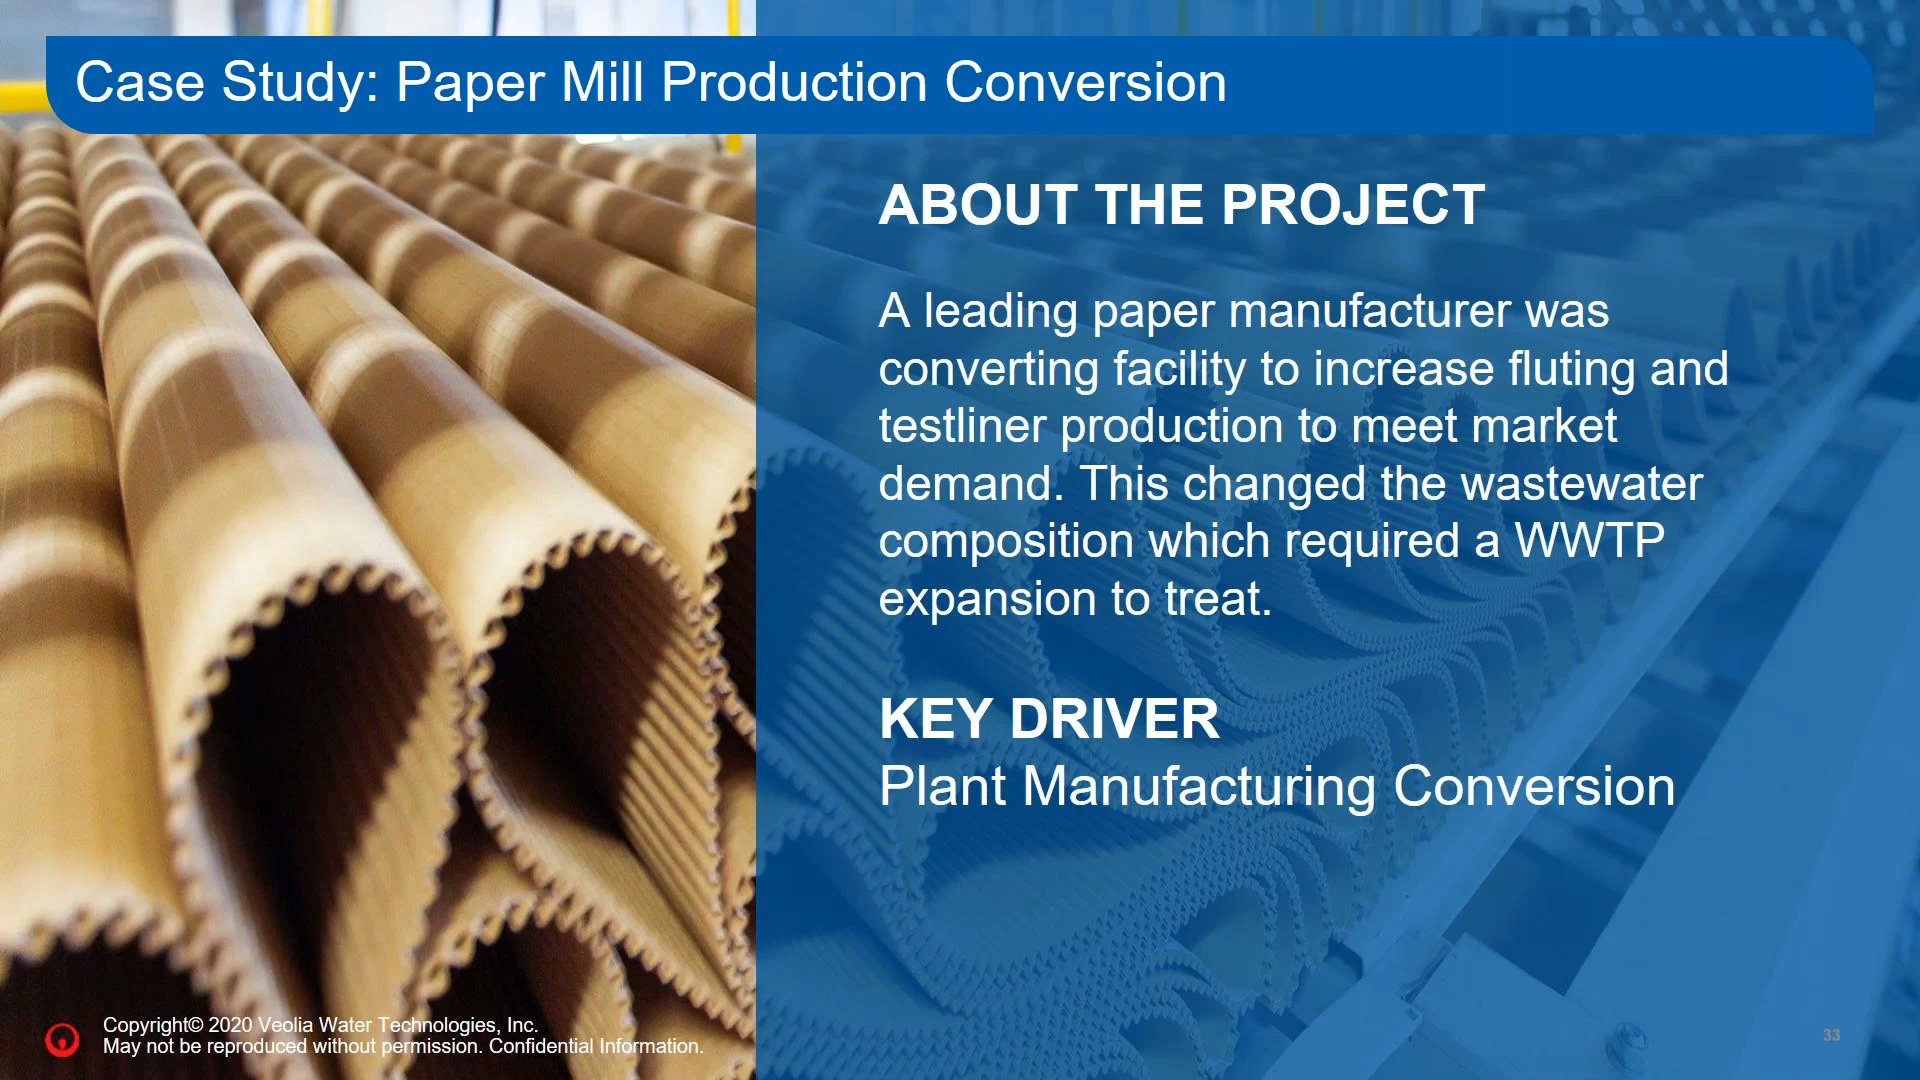 Case Study: Paper Mill Production Conversion
ABOUT THE PROJECT
A leading paper manufacturer was
converting facility to increase fluting and
testliner production to meet market
demand. This changed the wastewater
composition which required a WWTP
expansion to treat.
KEY DRIVER
Plant Manufacturing Conversion
Copyright© 2020 Veolia Water Technologies, Inc.
May not be reproduced without permission. Confidential Information.
33